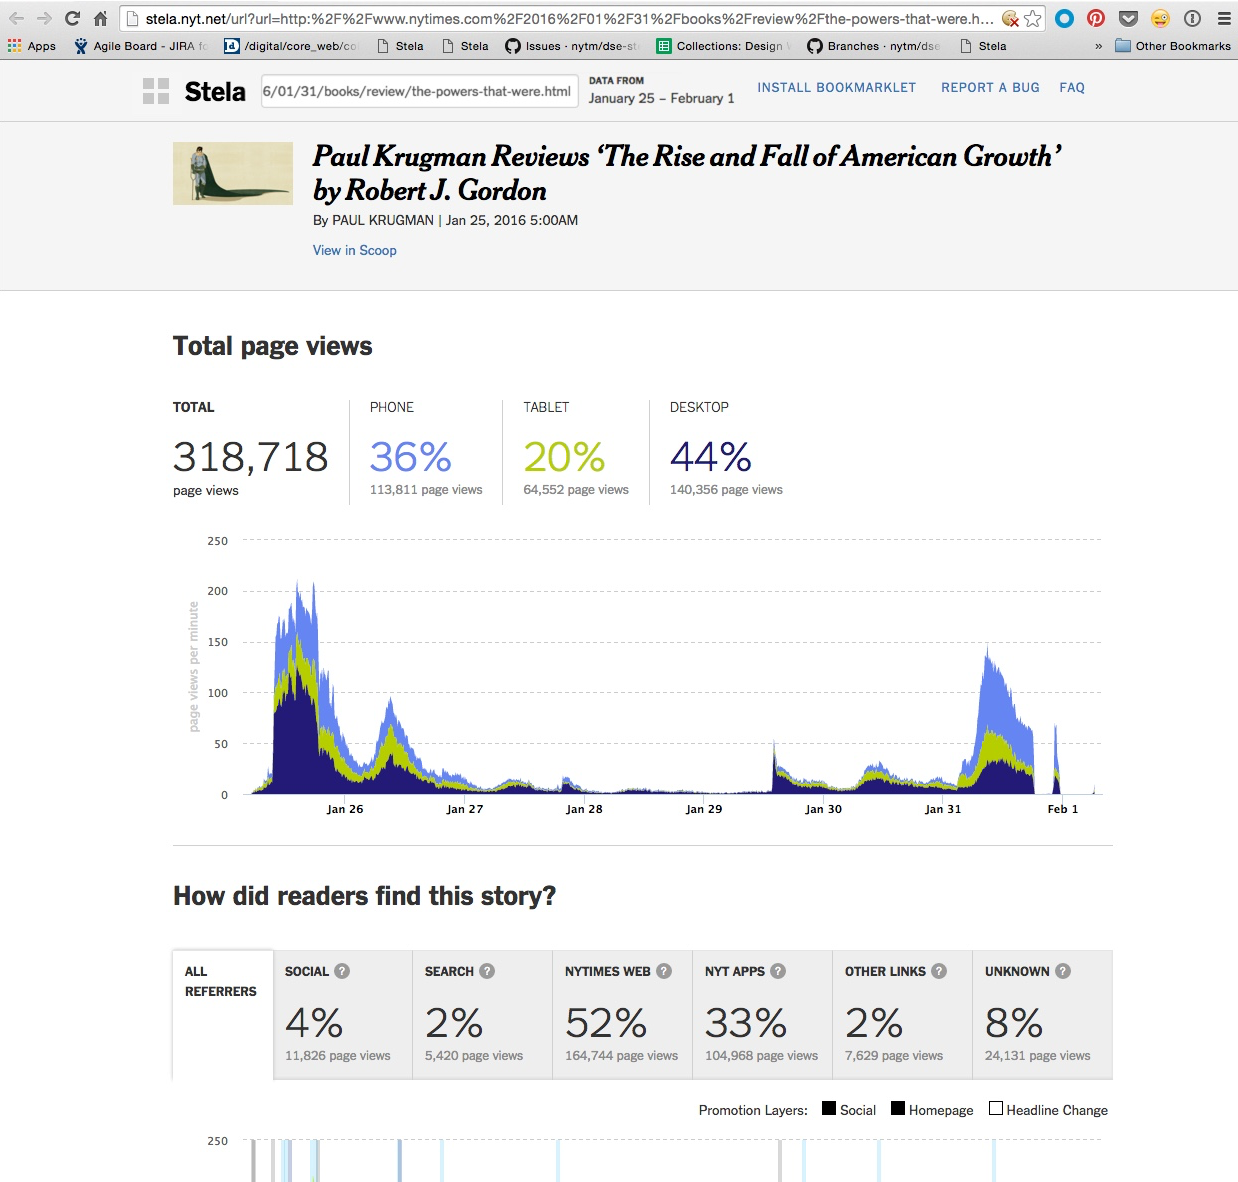 stela.nyt.net/url?url=http:%2F%2Fwww.nytimes.com%2F2016%2F01%2F31%2Fbooks%2Freview%2Fthe-powers-that-were.h...
Apps Agile Board - JIRA fo /digital/core_web/co Stela Stela Issues · nytm/dse-st Collections: Design Branches · nytm/dse Stela » Other Bookmarks
Stela 6/01/31/books/review/the-powers-that-were.html DATA FROM
January 25 – February 1 INSTALL BOOKMARKLET REPORT A BUG FAQ
Paul Krugman Reviews ‘The Rise and Fall of American Growth’
by Robert J. Gordon
By PAUL KRUGMAN | Jan 25, 2016 5:00AM
View in Scoop
Total page views
TOTAL PHONE TABLET DESKTOP
318,718 36% 20% 44%
page views 113,811 page views 64,552 page views 140,356 page views
page views per minute
250
200
150
100
50
0
Jan 26 Jan 27 Jan 28 Jan 29 Jan 30 Jan 31 Feb 1
How did readers find this story?
ALL REFERRERS
SOCIAL ? SEARCH ? NYTIMES WEB ? NYT APPS ? OTHER LINKS ? UNKNOWN ?
4% 2% 52% 33% 2% 8%
11,826 page views 5,420 page views 164,744 page views 104,968 page views 7,629 page views 24,131 page views
Promotion Layers: Social Homepage Headline Change
250